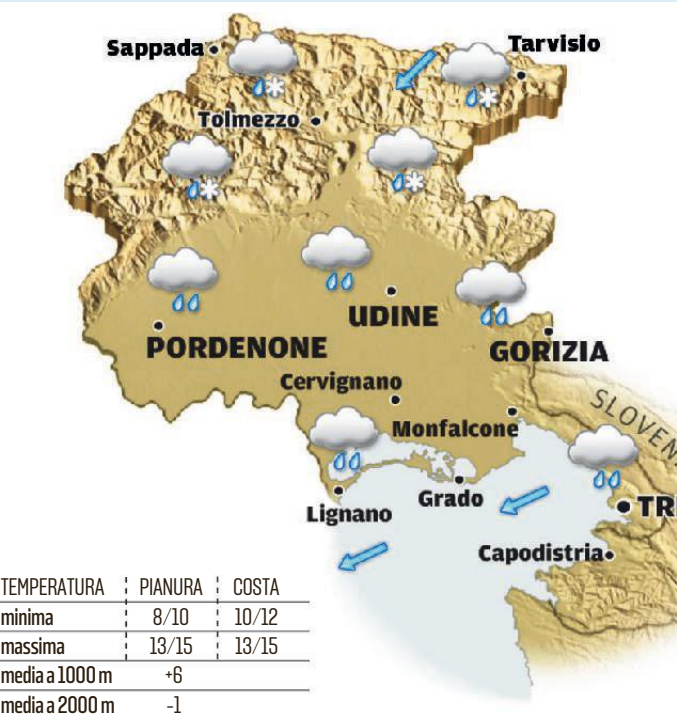 Sappada
Tarvisio
Tolmezzo
UDINE
PORDENONE
GORIZIA
Cervignano
SLOVEN
Monfalcone
Grado
TR
Lignano
Capodistria
TEMPERATURA PIANURA COSTA
minima 8/10 10/12
massima 13/15 13/15
media a 1000 m +6
media a 2000 m -1